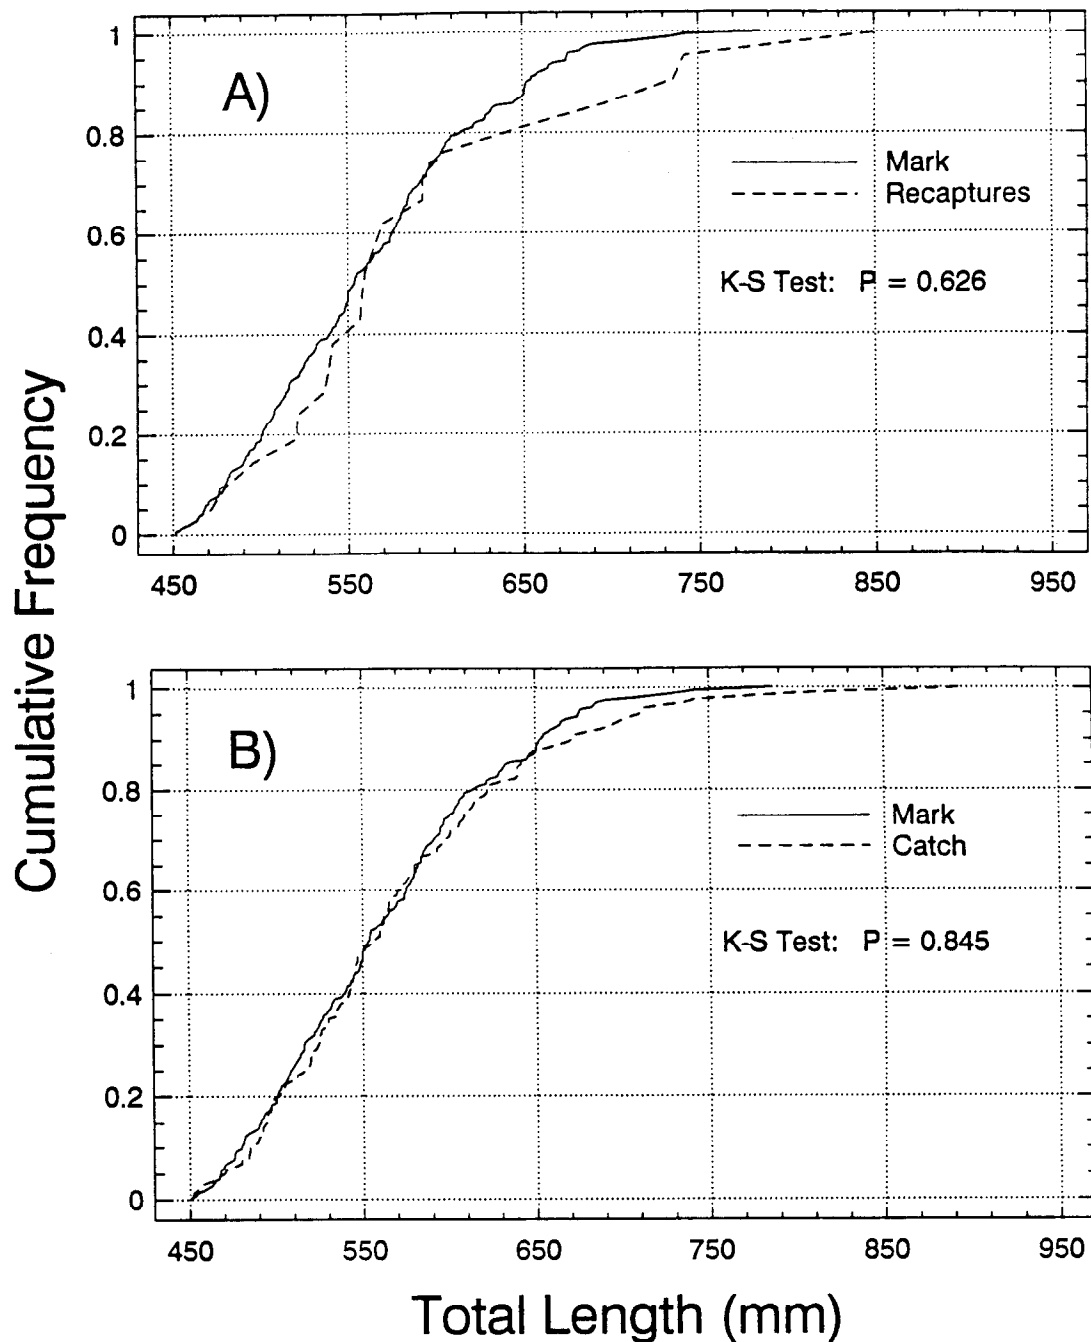 A)
1
0.8
0.6
0.4
0.2
0
Mark
Recaptures
K-S Test: P = 0.626
450 550 650 750 850 950
Cumulative Frequency
B)
1
0.8
0.6
0.4
0.2
0
Mark
Catch
K-S Test: P = 0.845
450 550 650 750 850 950
Total Length (mm)